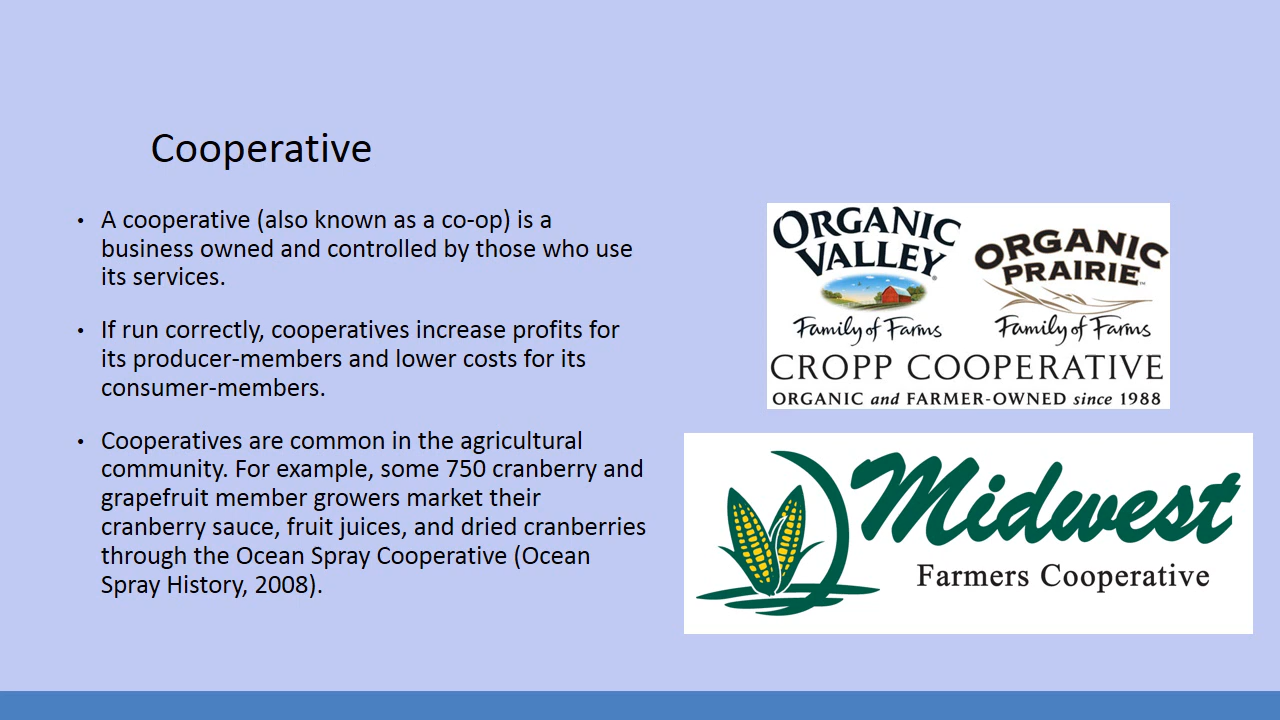 Cooperative
• A cooperative (also known as a co-op) is a
business owned and controlled by those who use
its services.
• If run correctly, cooperatives increase profits for
its producer-members and lower costs for its
consumer-members.
• Cooperatives are common in the agricultural
community. For example, some 750 cranberry and
grapefruit member growers market their
cranberry sauce, fruit juices, and dried cranberries
through the Ocean Spray Cooperative (Ocean
Spray History, 2008).
ORGANIC
VALLEY®
Family of Farms
ORGANIC
PRAIRIE™
Family of Farms
CROPP COOPERATIVE
ORGANIC and FARMER-OWNED since 1988
Midwest
Farmers Cooperative